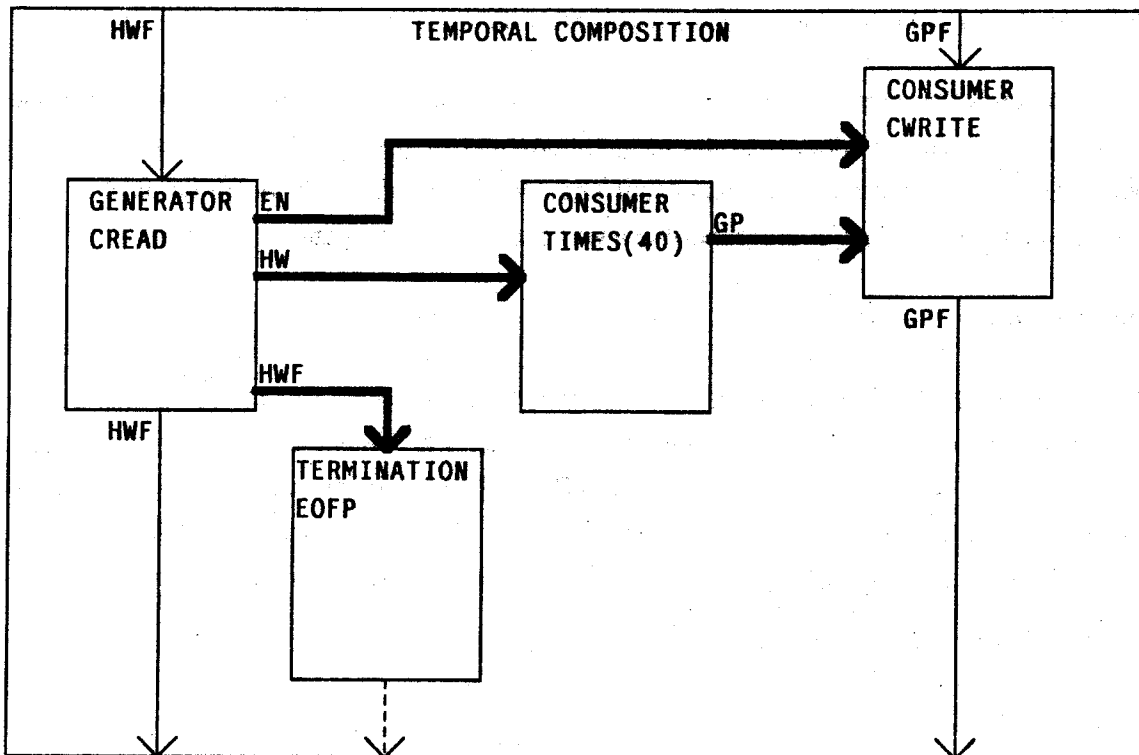 HWF
TEMPORAL COMPOSITION
GPF
CONSUMER
CWRITE
GENERATOR
CREAD
EN
HW
HWF
CONSUMER
TIMES(40)
GP
HWF
GPF
TERMINATION
EOFP